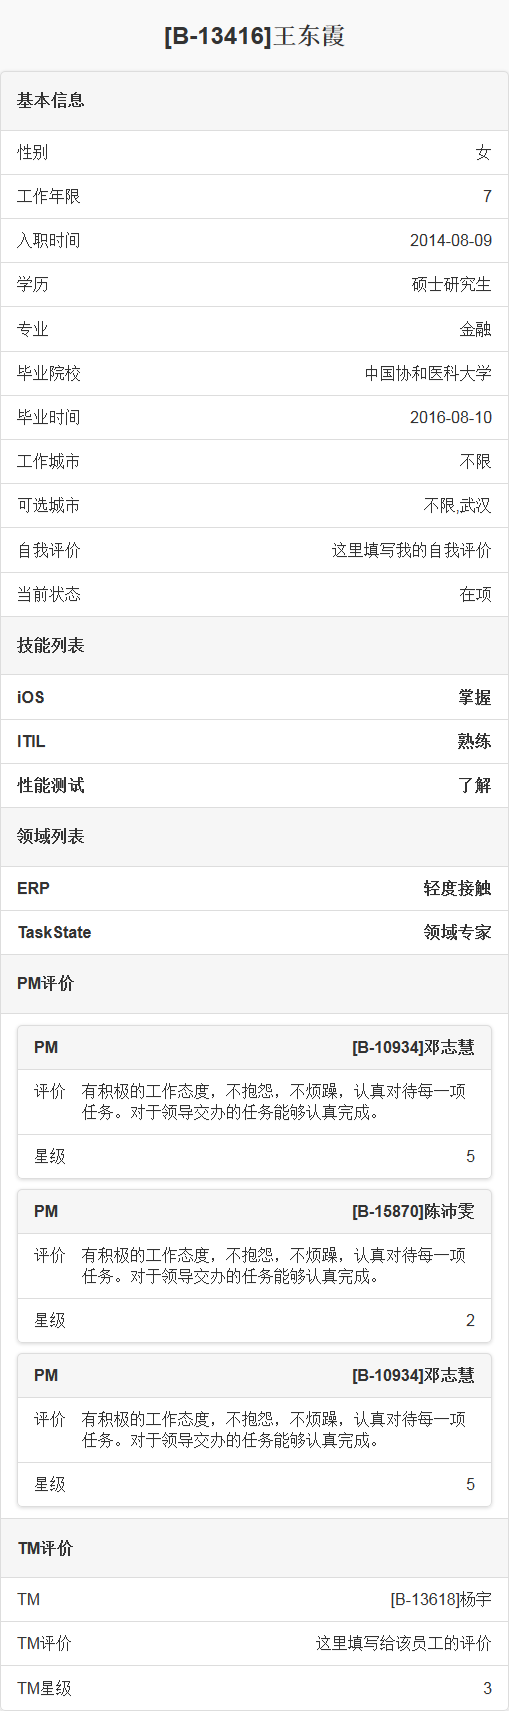 [B-13416]王东霞
基本信息
性别 女
工作年限 7
入职时间 2014-08-09
学历 硕士研究生
专业 金融
毕业院校 中国协和医科大学
毕业时间 2016-08-10
工作城市 不限
可选城市 不限,武汉
自我评价 这里填写我的自我评价
当前状态 在项
技能列表
iOS 掌握
ITIL 熟练
性能测试 了解
领域列表
ERP 轻度接触
TaskState 领域专家
PM评价
PM [B-10934]邓志慧
评价 有积极的工作态度，不抱怨，不烦躁，认真对待每一项
任务。对于领导交办的任务能够认真完成。
星级 5
PM [B-15870]陈沛雯
评价 有积极的工作态度，不抱怨，不烦躁，认真对待每一项
任务。对于领导交办的任务能够认真完成。
星级 2
PM [B-10934]邓志慧
评价 有积极的工作态度，不抱怨，不烦躁，认真对待每一项
任务。对于领导交办的任务能够认真完成。
星级 5
TM评价
TM [B-13618]杨宇
TM评价 这里填写给该员工的评价
TM星级 3